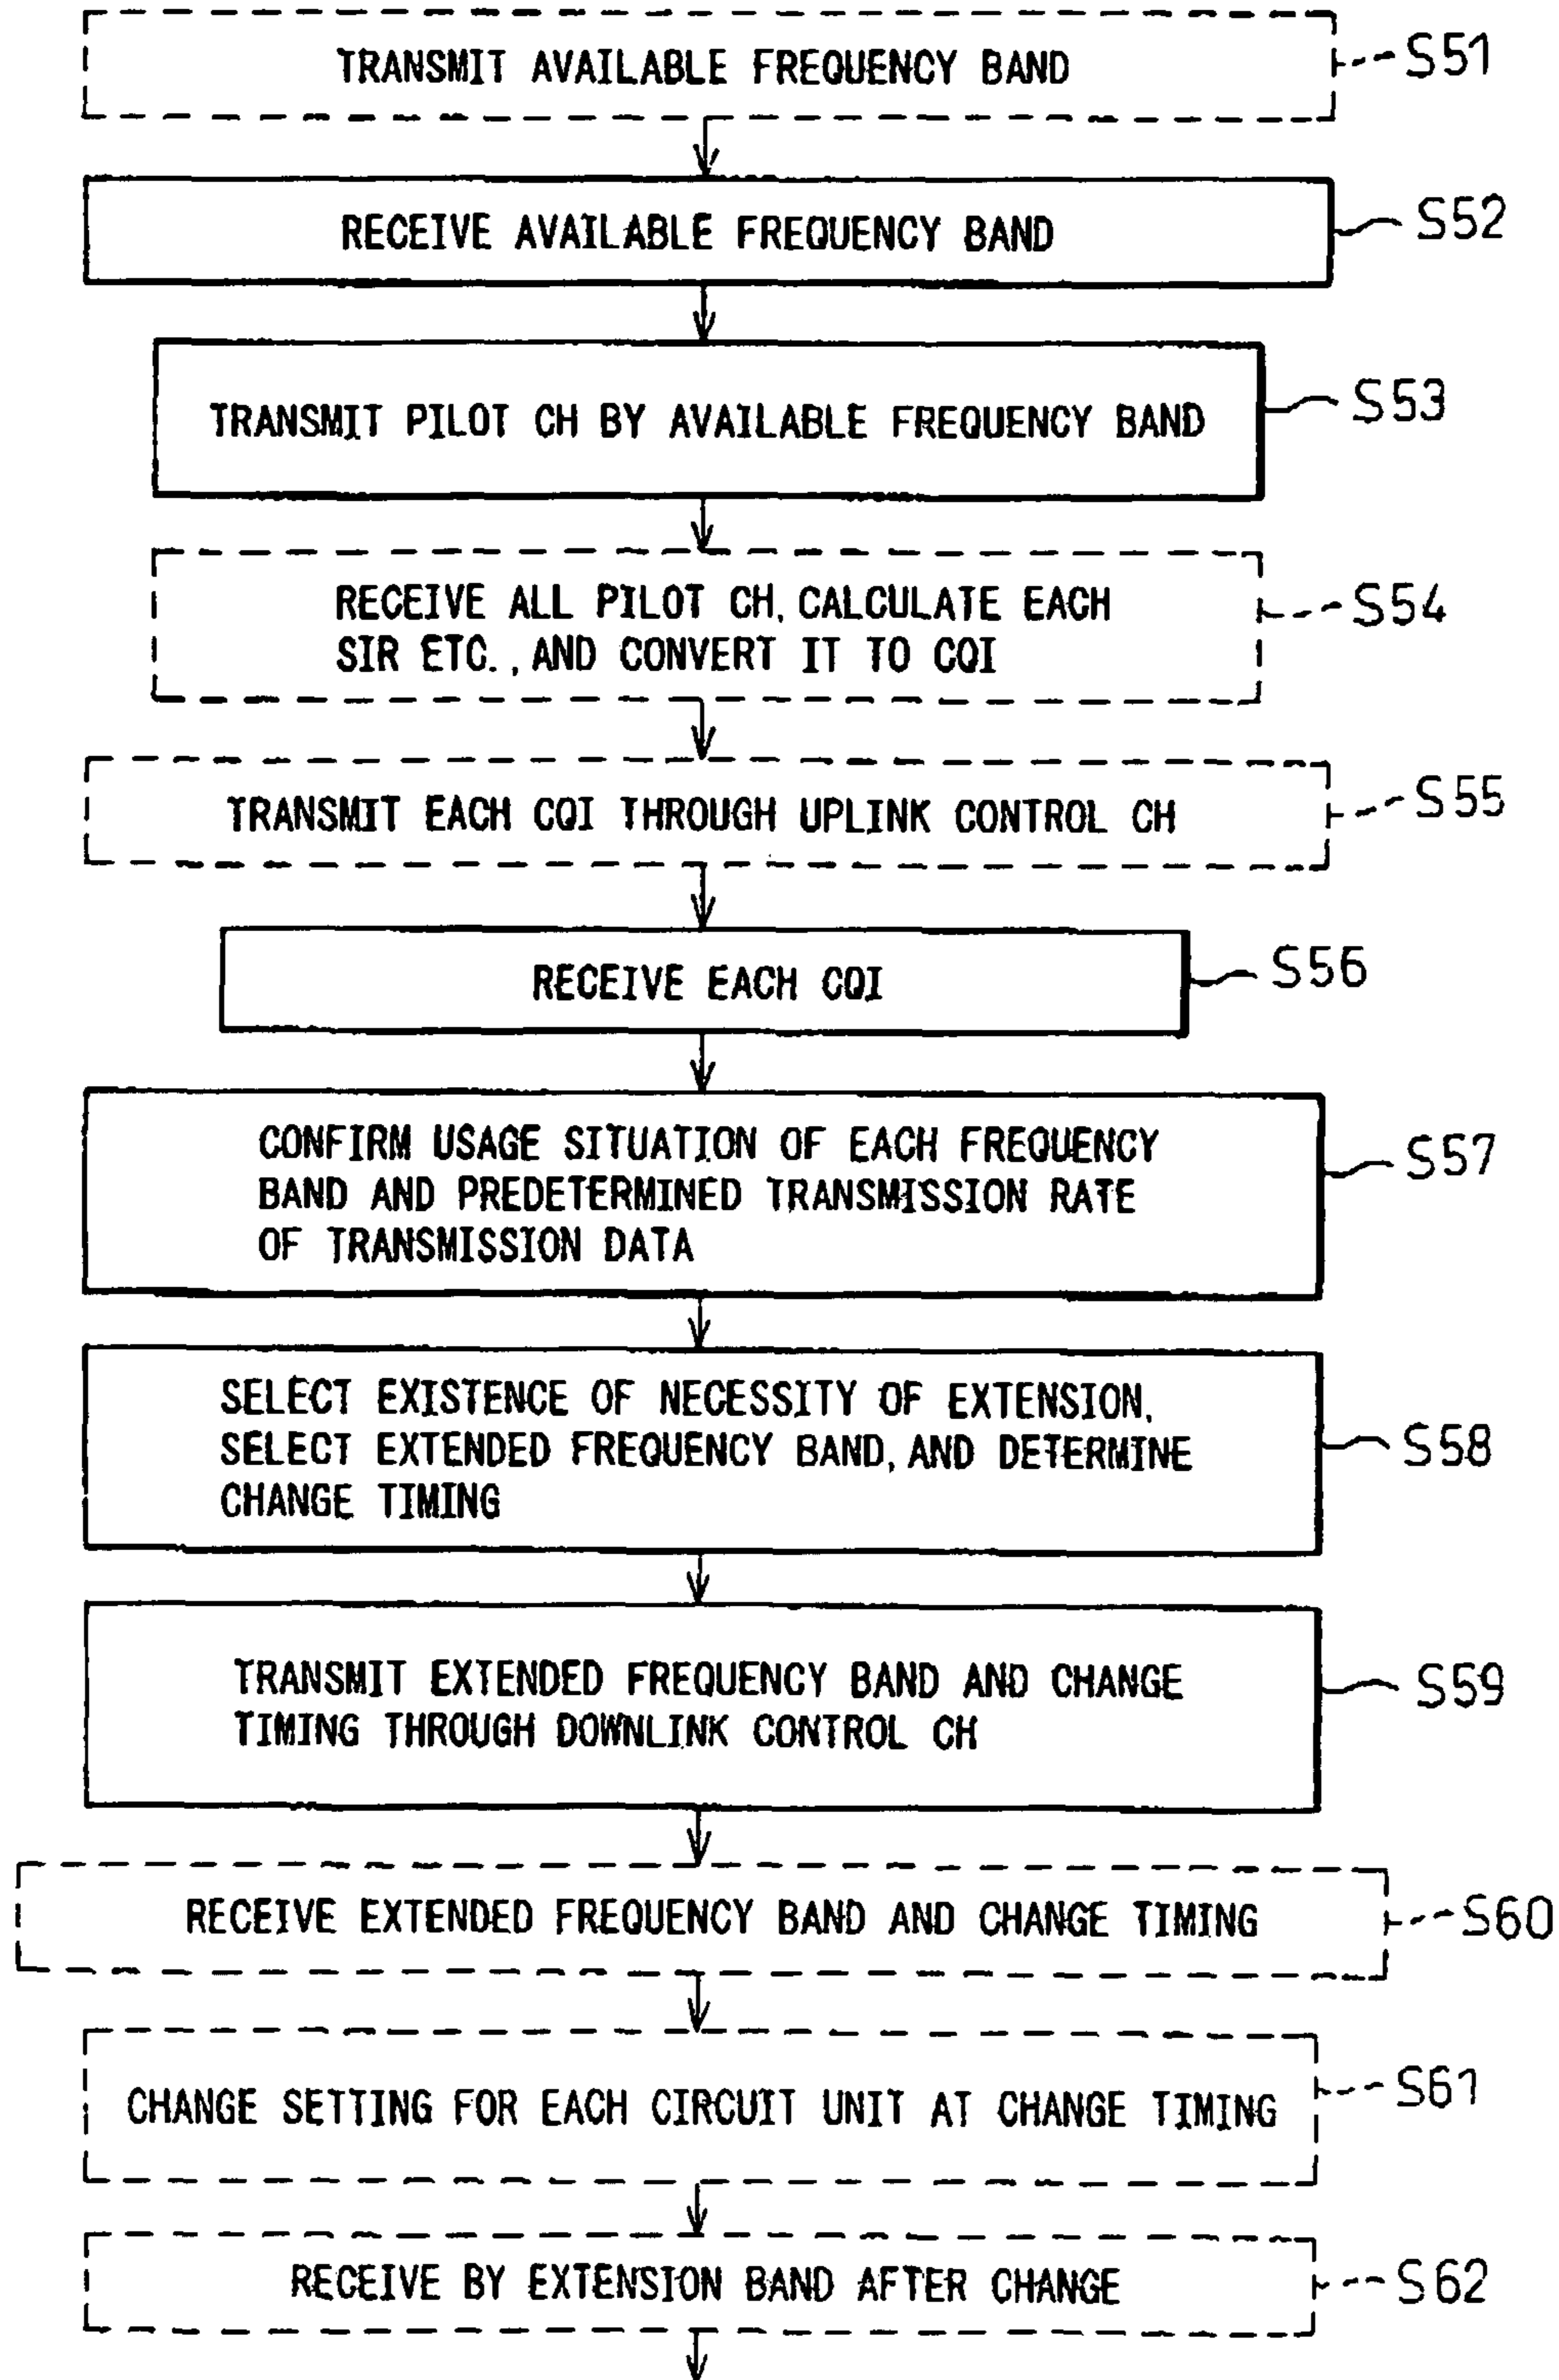 TRANSMIT AVAILABLE FREQUENCY BAND
S51
RECEIVE AVAILABLE FREQUENCY BAND
S52
TRANSMIT PILOT CH BY AVAILABLE FREQUENCY BAND
S53
RECEIVE ALL PILOT CH, CALCULATE EACH
SIR ETC., AND CONVERT IT TO CQI
S54
TRANSMIT EACH CQI THROUGH UPLINK CONTROL CH
S55
RECEIVE EACH CQI
S56
CONFIRM USAGE SITUATION OF EACH FREQUENCY
BAND AND PREDETERMINED TRANSMISSION RATE
OF TRANSMISSION DATA
S57
SELECT EXISTENCE OF NECESSITY OF EXTENSION,
SELECT EXTENDED FREQUENCY BAND, AND DETERMINE
CHANGE TIMING
S58
TRANSMIT EXTENDED FREQUENCY BAND AND CHANGE
TIMING THROUGH DOWNLINK CONTROL CH
S59
RECEIVE EXTENDED FREQUENCY BAND AND CHANGE TIMING
S60
CHANGE SETTING FOR EACH CIRCUIT UNIT AT CHANGE TIMING
S61
RECEIVE BY EXTENSION BAND AFTER CHANGE
S62